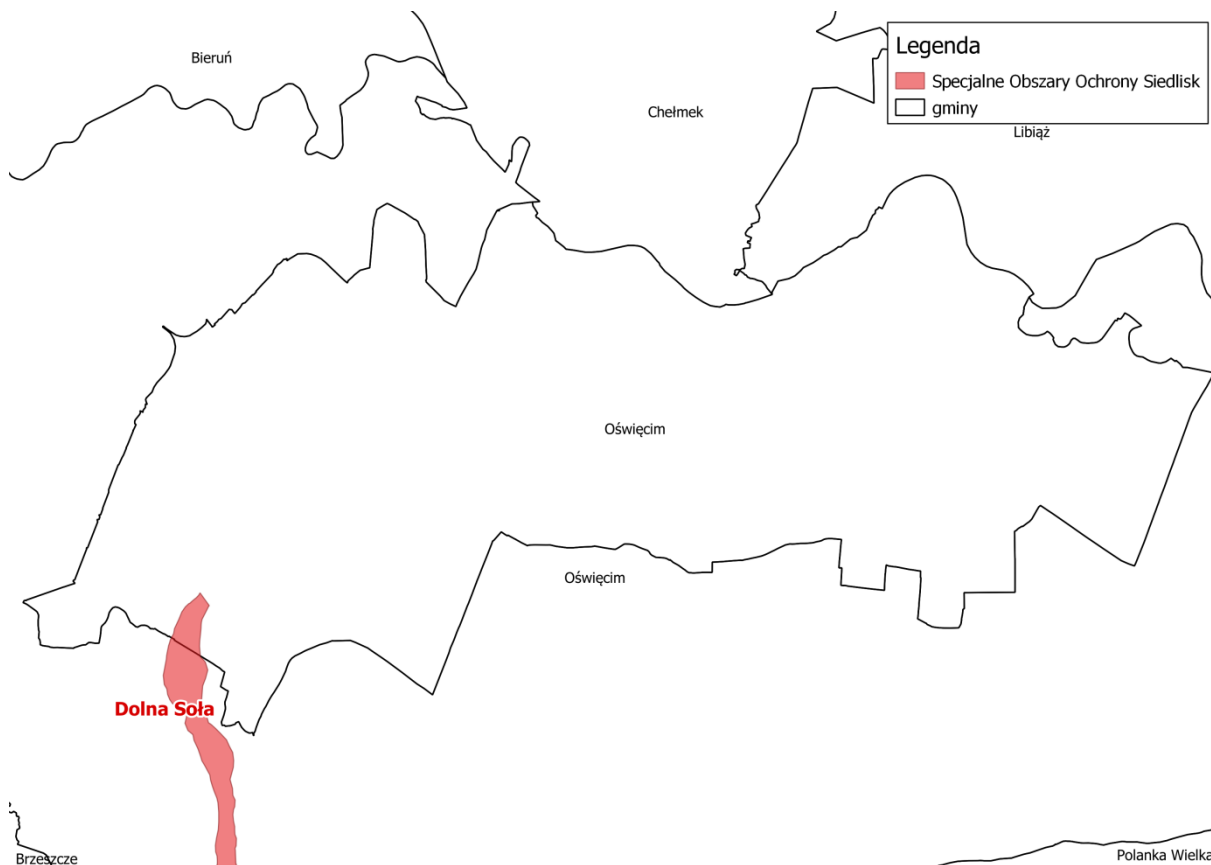 Bieruń
Chełmek
Legenda
Specjalne Obszary Ochrony Siedlisk
gminy
Libiąż
Oświęcim
Oświęcim
Dolna Soła
Brzeszcze
Polanka Wielka